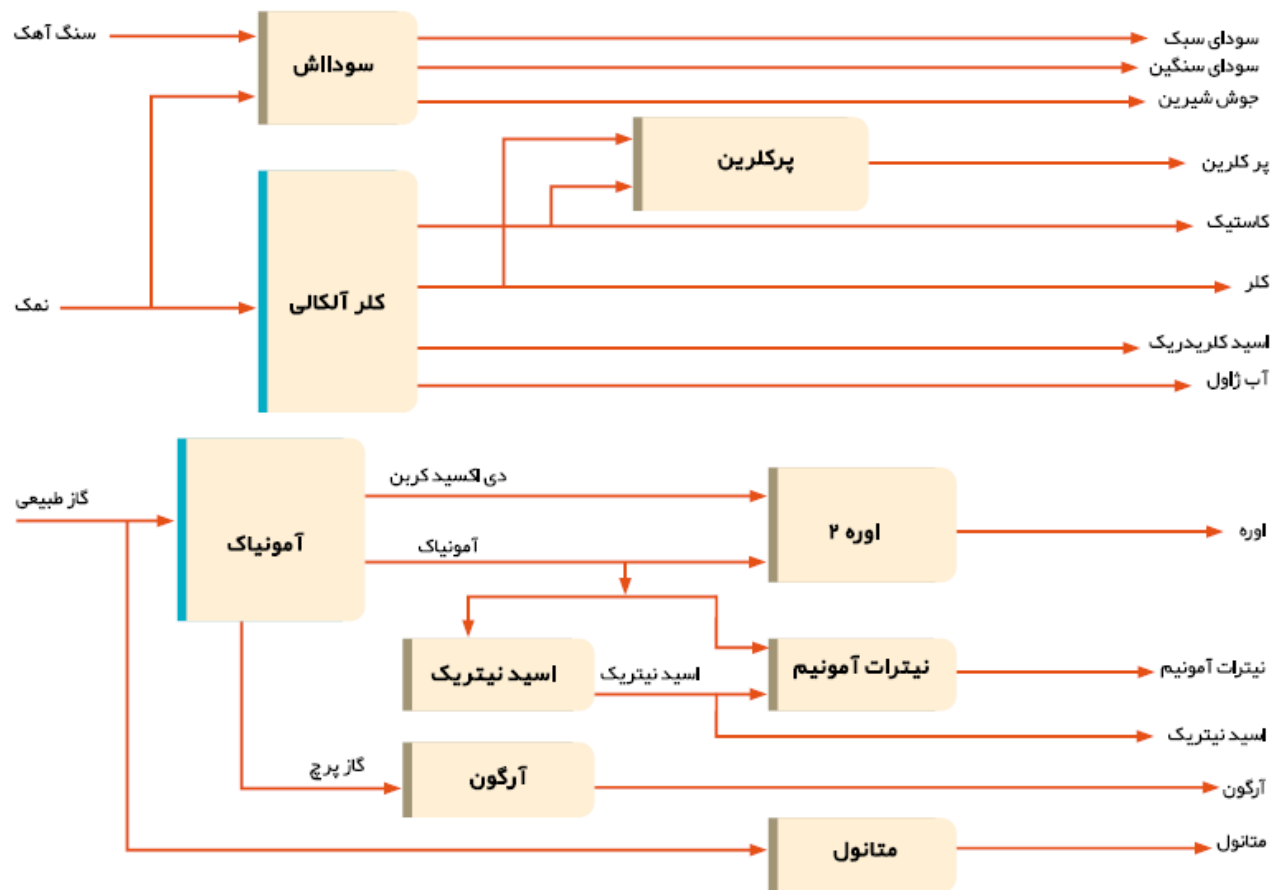 سنگ آهک
سودااش
سودای سبک
سودای سنگین
جوش شیرین
پرکلرین
پر کلرین
کاستیک
کلر آلکالی
کلر
نمک
اسید کلریدریک
آب ژاول
گاز طبیعی
آمونیاک
دی اکسید کربن
آمونیاک
اوره ۲
اوره
اسید نیتریک
اسید نیتریک
نیترات آمونیم
نیترات آمونیم
اسید نیتریک
گاز پرچ
آرگون
آرگون
متانول
متانول